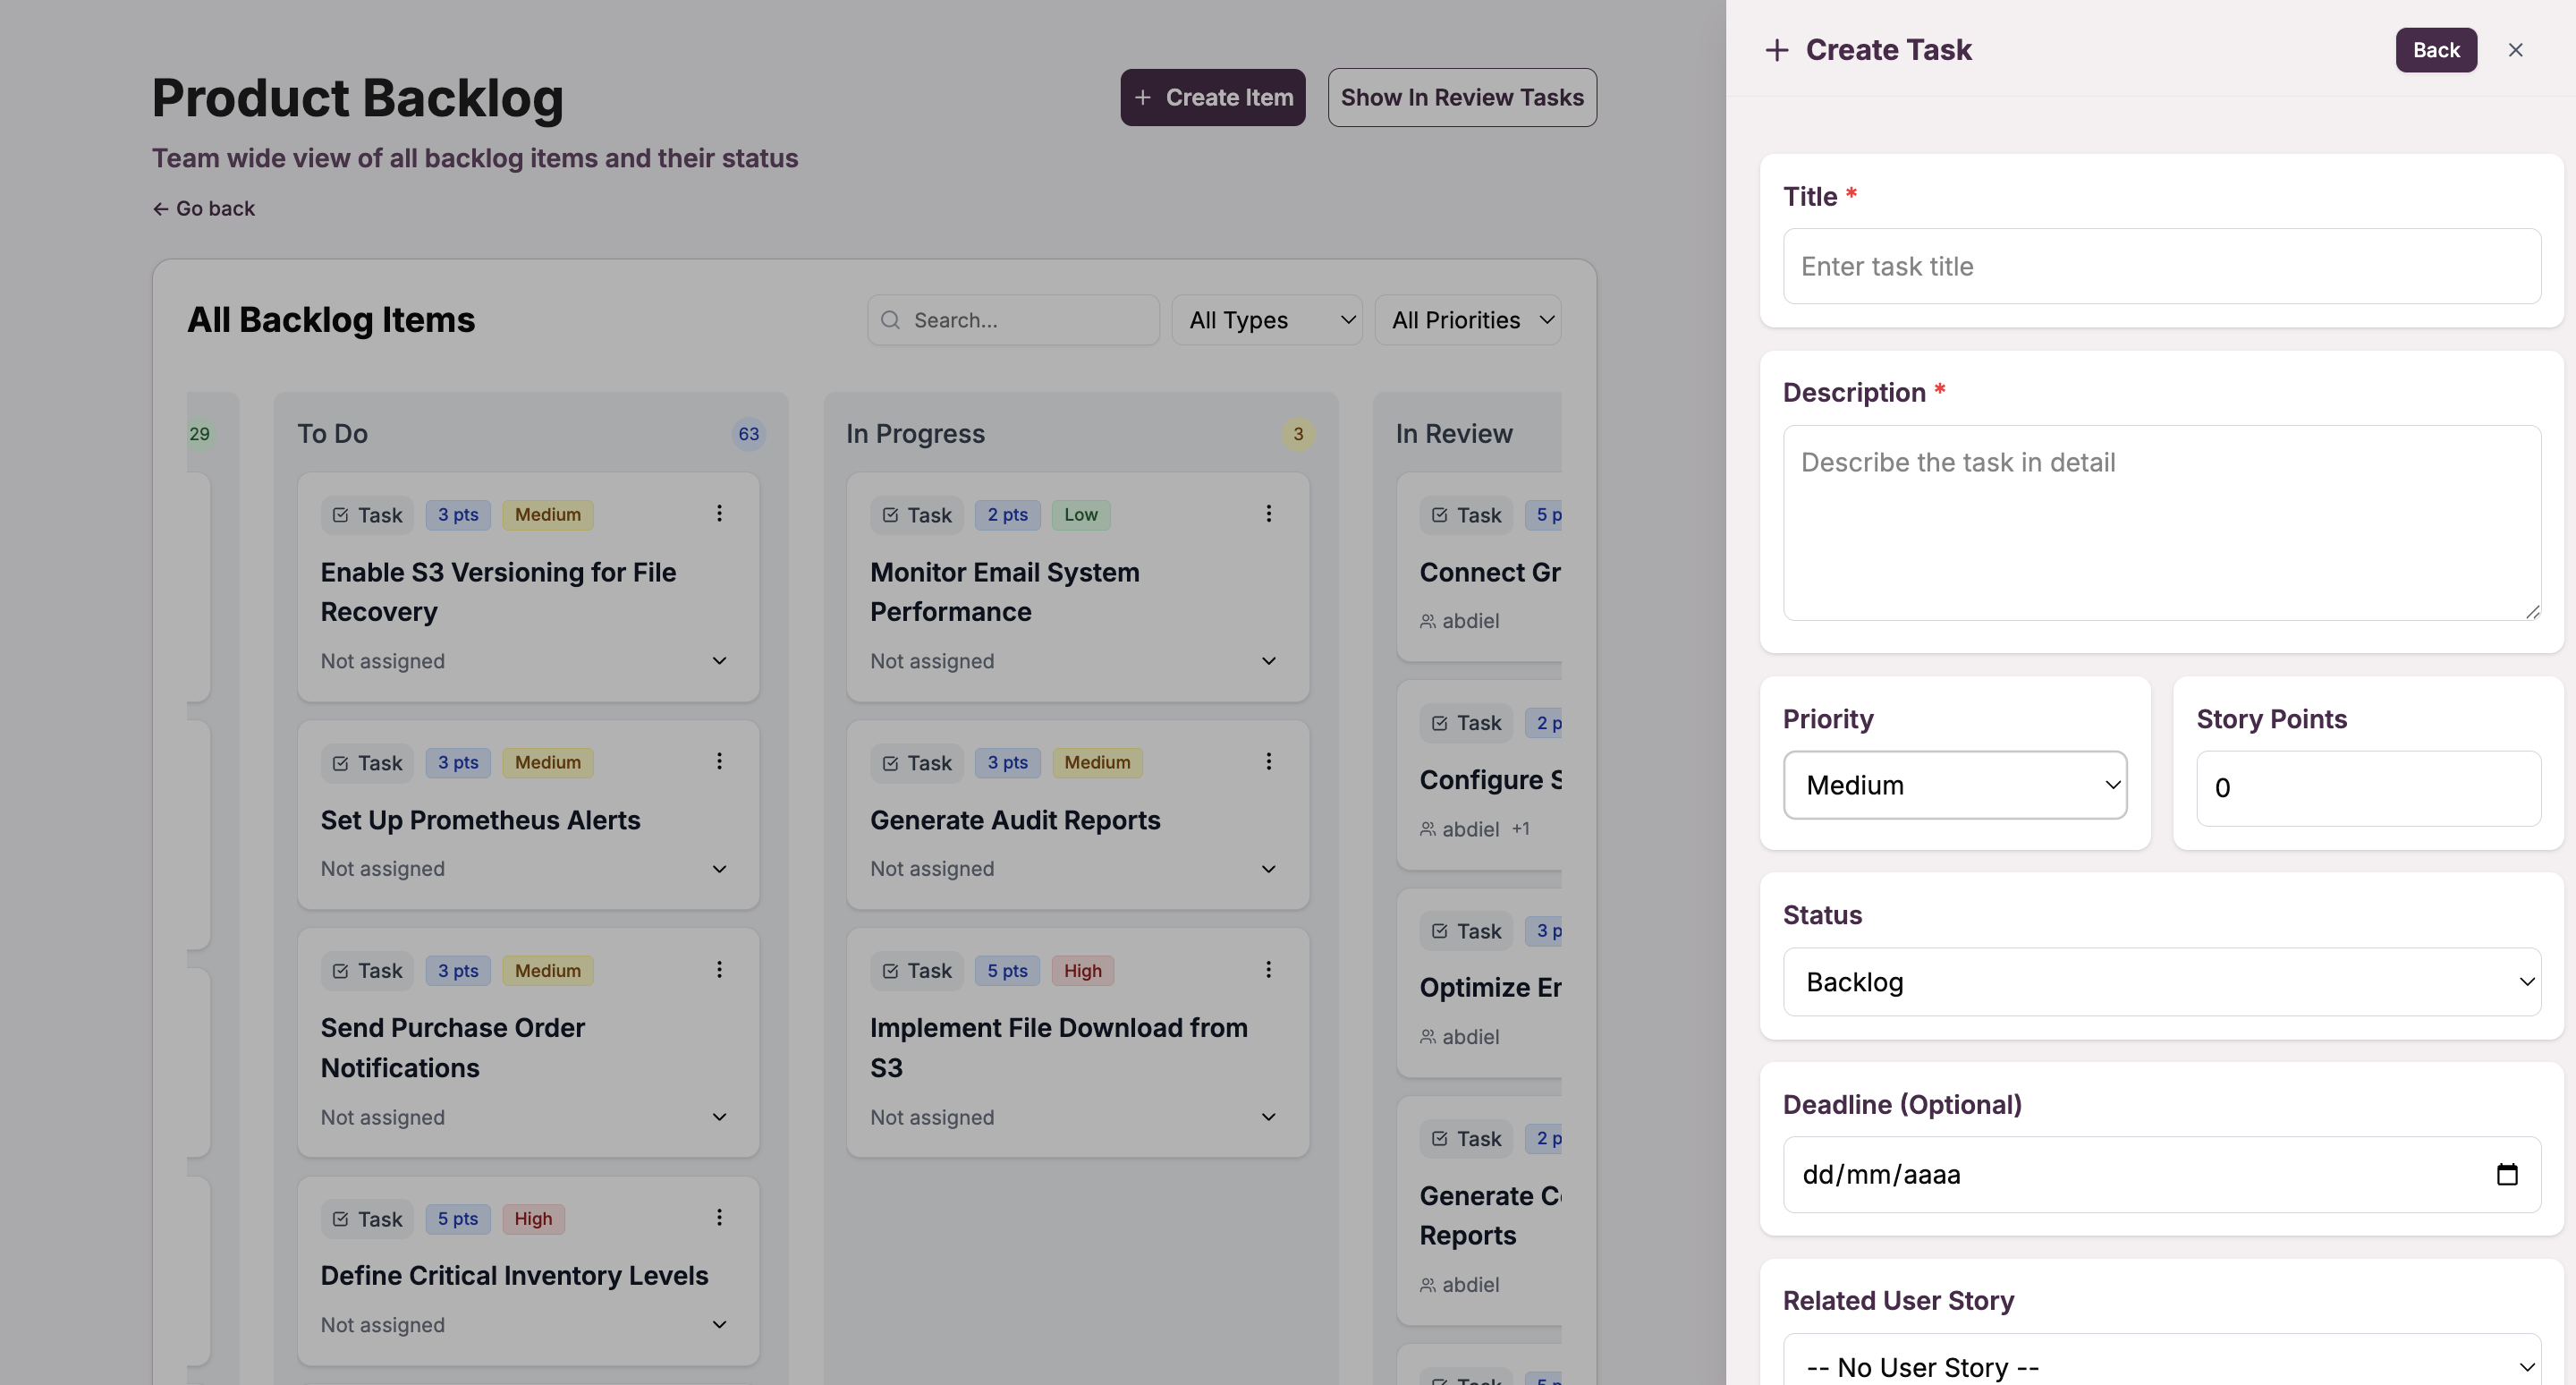 Product Backlog
Create Item
Show In Review Tasks
Team wide view of all backlog items and their status
Go back
All Backlog Items
Search...
All Types
All Priorities
29
To Do
63
Task
3 pts
Medium
Enable S3 Versioning for File
Recovery
Not assigned
Task
3 pts
Medium
Set Up Prometheus Alerts
Not assigned
Task
3 pts
Medium
Send Purchase Order
Notifications
Not assigned
Task
5 pts
High
Define Critical Inventory Levels
Not assigned
In Progress
3
Task
2 pts
Low
Monitor Email System
Performance
Not assigned
Task
3 pts
Medium
Generate Audit Reports
Not assigned
Task
5 pts
High
Implement File Download from
S3
Not assigned
In Review
Task
5 p
Connect Gr
abdiel
Task
2 p
Configure S
abdiel +1
Task
3 p
Optimize
abdiel
Task
2 p
Generate
Reports
abdiel
Create Task
Back
Title *
Enter task title
Description *
Describe the task in detail
Priority
Medium
Story Points
0
Status
Backlog
Deadline (Optional)
dd/mm/aaaa
Related User Story
-- No User Story --